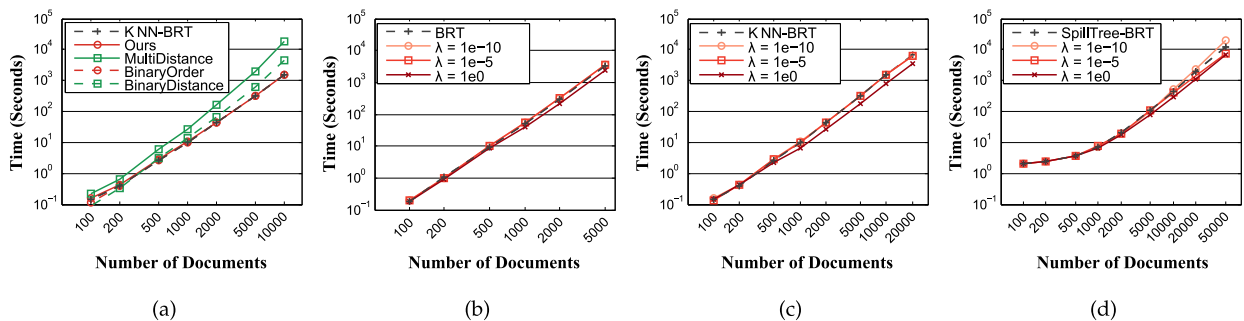 10^5
10^4
10^3
10^2
10^1
10^0
10^−1
Time (Seconds)
K NN-BRT
Ours
MultiDistance
BinaryOrder
BinaryDistance
100
200
500
1000
2000
5000
10000
Number of Documents
(a)
10^5
10^4
10^3
10^2
10^1
10^0
10^−1
Time (Seconds)
BRT
λ = 1e−10
λ = 1e−5
λ = 1e0
100
200
500
1000
2000
5000
Number of Documents
(b)
10^5
10^4
10^3
10^2
10^1
10^0
10^−1
Time (Seconds)
K NN-BRT
λ = 1e−10
λ = 1e−5
λ = 1e0
100
200
500
1000
2000
5000
10000
20000
Number of Documents
(c)
10^5
10^4
10^3
10^2
10^1
10^0
10^−1
Time (Seconds)
SpillTree-BRT
λ = 1e−10
λ = 1e−5
λ = 1e0
100
200
500
1000
2000
5000
10000
20000
50000
Number of Documents
(d)